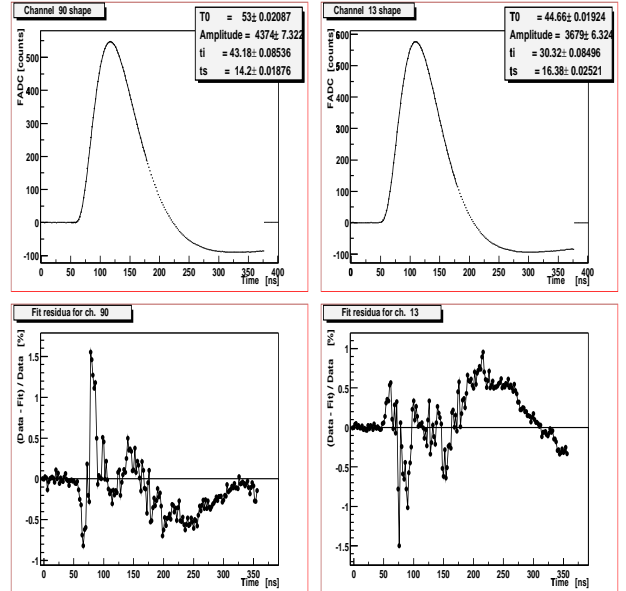 Channel 90 shape
T0 = 53± 0.02087
Amplitude = 4374± 7.322
ti = 43.18± 0.08536
ts = 14.2± 0.01876
FADC [counts]
500
400
300
200
100
0
-100
0 50 100 150 200 250 300 350 400
Time [ns]
Channel 13 shape
T0 = 44.66± 0.01924
Amplitude = 3679± 6.324
ti = 30.32± 0.08496
ts = 16.38± 0.02521
FADC [counts]
600
500
400
300
200
100
0
-100
0 50 100 150 200 250 300 350 400
Time [ns]
Fit residua for ch. 90
(Data - Fit) / Data [%]
1.5
1
0.5
0
-0.5
-1
0 50 100 150 200 250 300 350
Time [ns]
Fit residua for ch. 13
(Data - Fit) / Data [%]
1
0.5
0
-0.5
-1
-1.5
0 50 100 150 200 250 300 350
Time [ns]